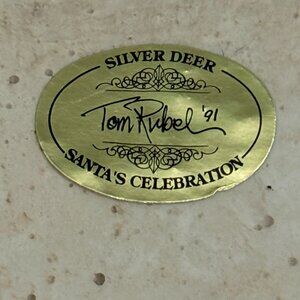 SILVER DEER
Tom Rubel '91
SANTA'S CELEBRATION